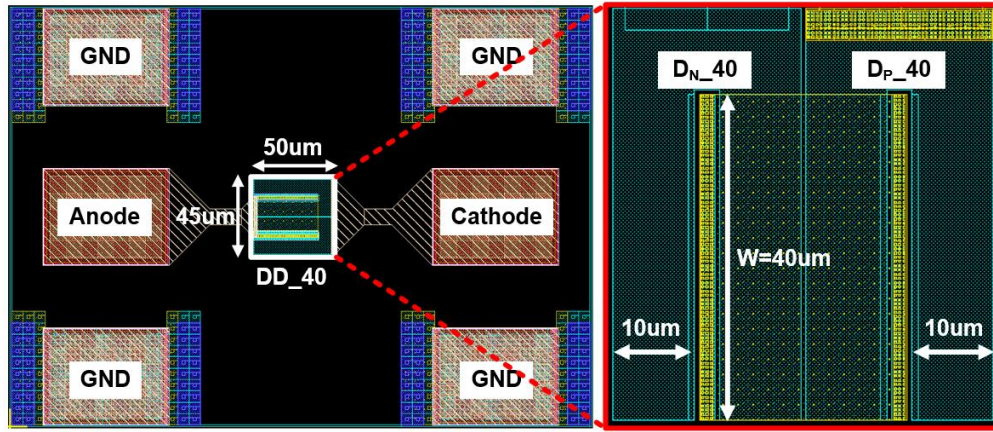 GND
GND
50um
Anode
45um
Cathode
DD_40
GND
GND
D_N_40
D_P_40
W=40um
10um
10um